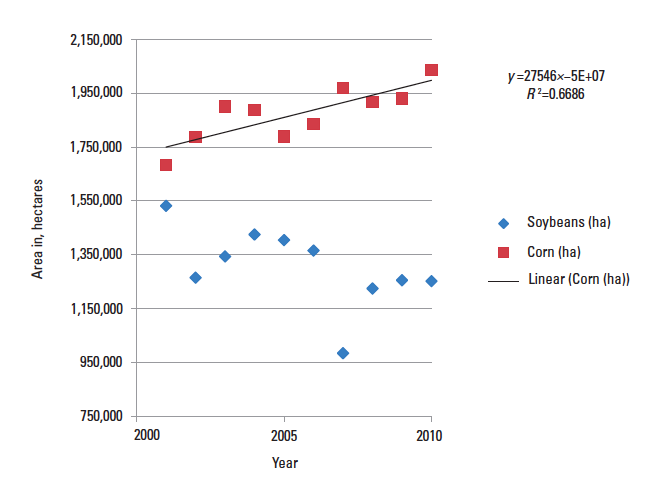 2,150,000
1,950,000
1,750,000
1,550,000
1,350,000
1,150,000
950,000
750,000
Area in, hectares
2000
2005
2010
Year
y=27546x–5E+07
R²=0.6686
Soybeans (ha)
Corn (ha)
Linear (Corn (ha))